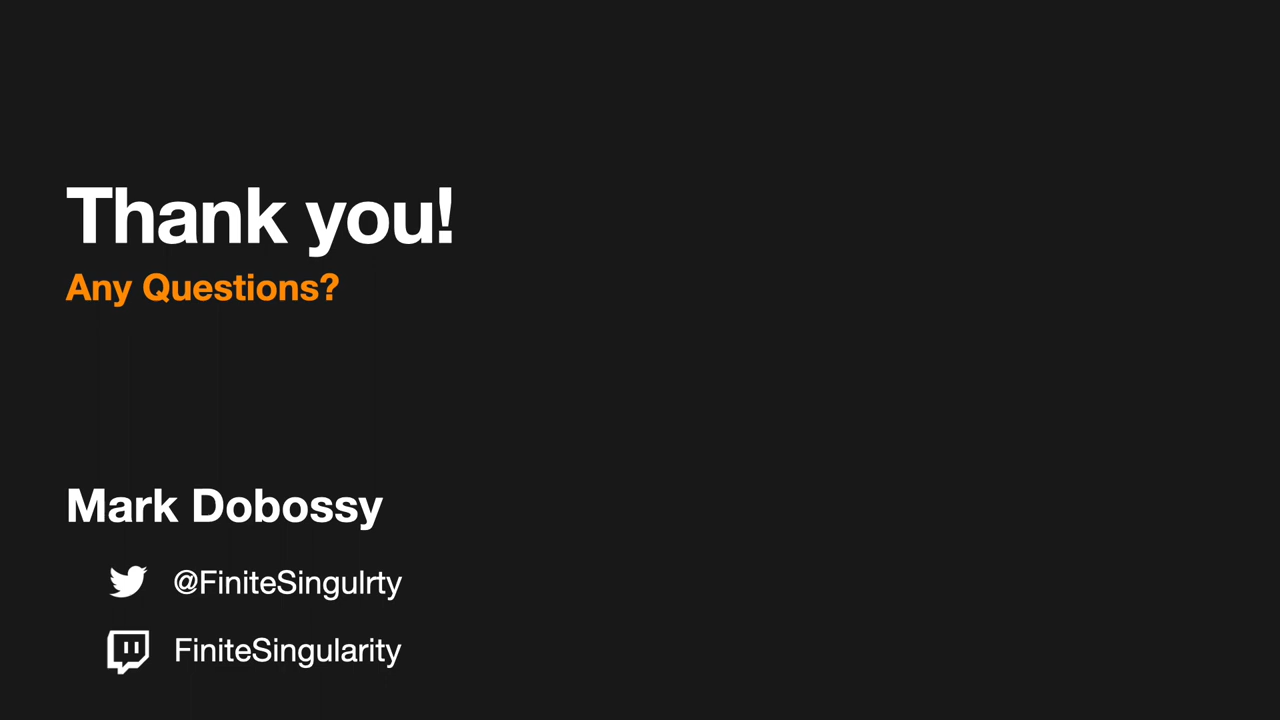 Thank you!
Any Questions?
Mark Dobossy
@FiniteSingulrty
FiniteSingularity